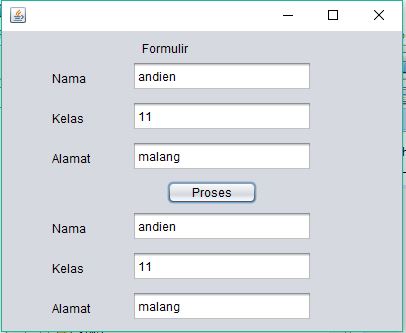 Formulir
Nama andien
Kelas 11
Alamat malang
Proses
Nama andien
Kelas 11
Alamat malang